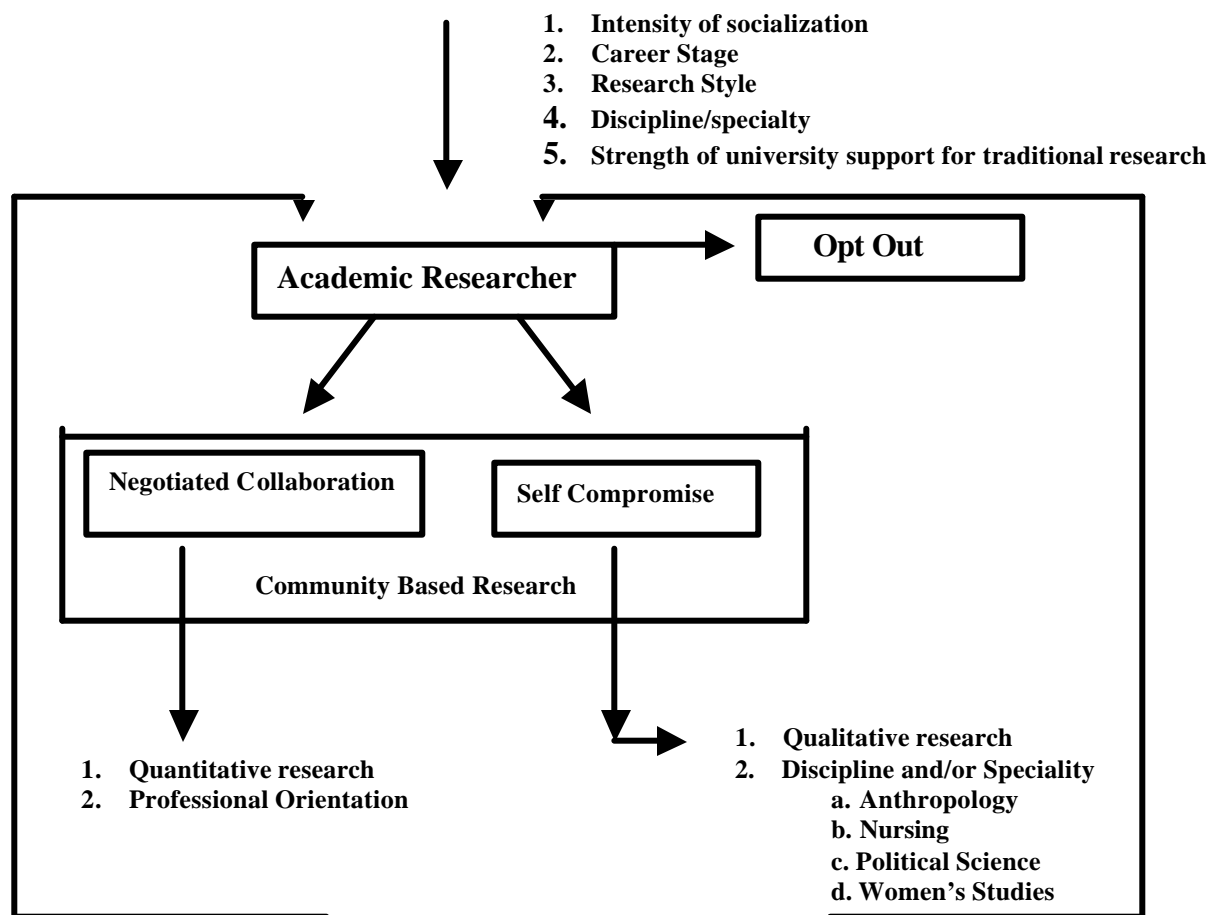 1. Intensity of socialization
2. Career Stage
3. Research Style
4. Discipline/specialty
5. Strength of university support for traditional research
Opt Out
Academic Researcher
Negotiated Collaboration
Self Compromise
Community Based Research
1. Quantitative research
2. Professional Orientation
1. Qualitative research
2. Discipline and/or Speciality
a. Anthropology
b. Nursing
c. Political Science
d. Women's Studies